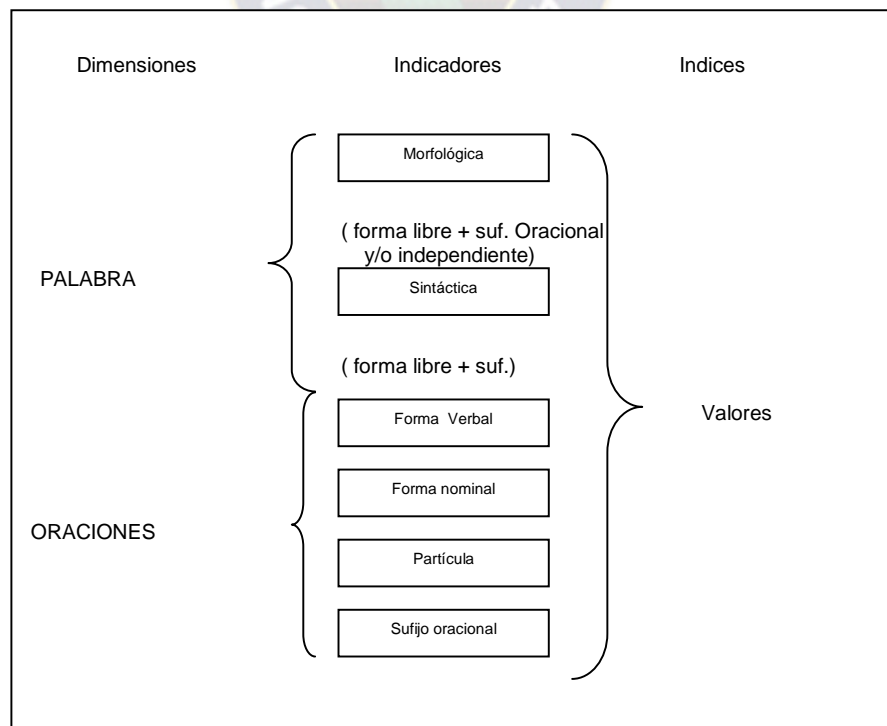 Dimensiones Indicadores Indices
Morfológica
( forma libre + suf. Oracional
y/o independiente)
PALABRA
Sintáctica
( forma libre + suf.)
Forma Verbal
Valores
Forma nominal
ORACIONES
Partícula
Sufijo oracional